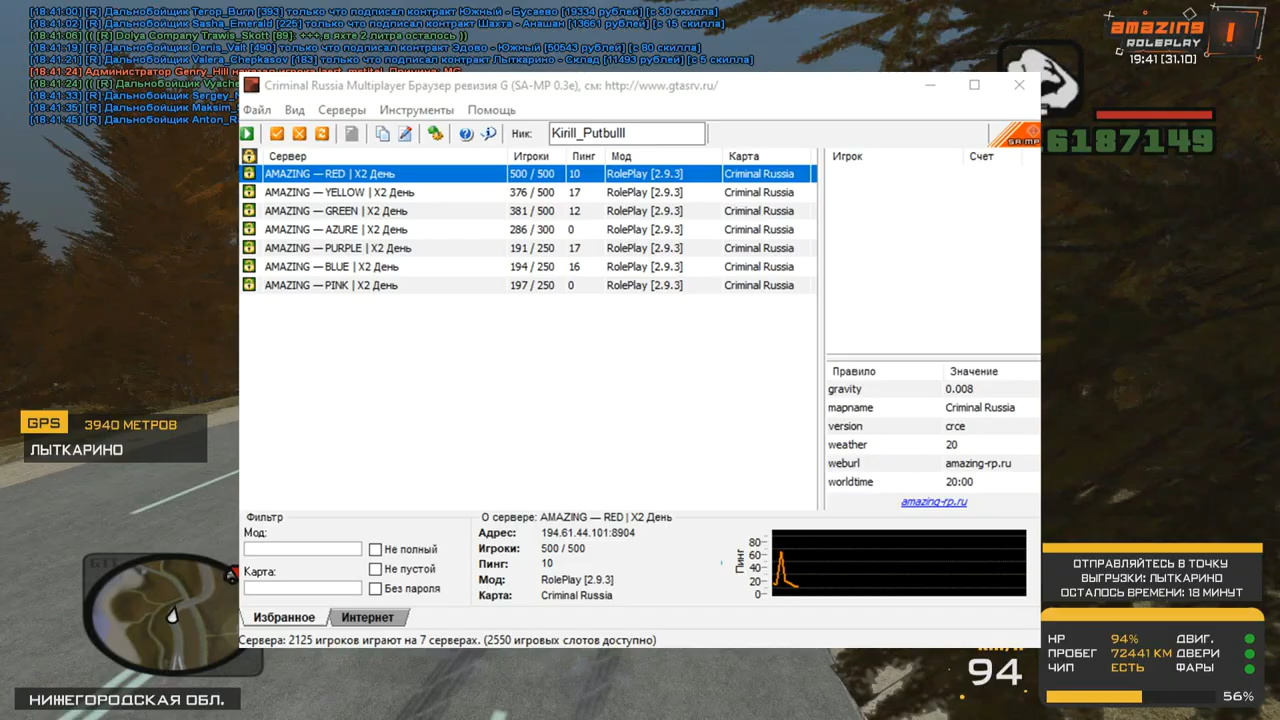 [18:41:00] [R] Дальнобойщик Terop_Burn [393] только что подписал контракт Южный - Бусаево [19334 рублей] [с 30 скилла]
[18:41:02] [R] Дальнобойщик Sasha_Emerald [225] только что подписал контракт Шахта - Анашан [13661 рублей] [с 15 скилла]
[18:41:06] (( [R] Dolya Company Trawis_Skott [89]: +++,в яхте 2 литра осталось ))
[18:41:19] [R] Дальнобойщик Denis_Valt [490] только что подписал контракт Эдово - Южный [50543 рублей] [с 80 скилла]
[18:41:21] [R] Дальнобойщик Valera_Chepkasov [183] только что подписал контракт Лыткарино - Склад [11493 рублей] [с 5 скилла]
[18:41:24] Администратор Genry_Hill
[18:41:24] (( [R] Дальнобойщик Vyache
[18:41:33] [R] Дальнобойщик Sergey_
[18:41:35] [R] Дальнобойщик Maksim_
[18:41:45] [R] Дальнобойщик Anton_R
AMAZING
ROLEPLAY
19:41 [31.10]
6187149
Criminal Russia Multiplayer Браузер ревизия G (SA-MP 0.3e), см: http://www.gtasrv.ru/
Файл Вид Серверы Инструменты Помощь
Ник: Kirill_Putbulll
SA:MP
Сервер Игроки Пинг Мод Карта
AMAZING — RED | X2 День 500 / 500 10 RolePlay [2.9.3] Criminal Russia
AMAZING — YELLOW | X2 День 376 / 500 17 RolePlay [2.9.3] Criminal Russia
AMAZING — GREEN | X2 День 381 / 500 12 RolePlay [2.9.3] Criminal Russia
AMAZING — AZURE | X2 День 286 / 300 0 RolePlay [2.9.3] Criminal Russia
AMAZING — PURPLE | X2 День 191 / 250 17 RolePlay [2.9.3] Criminal Russia
AMAZING — BLUE | X2 День 194 / 250 16 RolePlay [2.9.3] Criminal Russia
AMAZING — PINK | X2 День 197 / 250 0 RolePlay [2.9.3] Criminal Russia
Игрок Счет
Правило Значение
gravity 0.008
mapname Criminal Russia
version crce
weather 20
weburl amazing-rp.ru
worldtime 20:00
amazing-rp.ru
Фильтр
Мод:
Не полный
Не пустой
Карта:
Без пароля
О сервере: AMAZING — RED | X2 День
Адрес: 194.61.44.101:8904
Игроки: 500 / 500
Пинг: 10
Мод: RolePlay [2.9.3]
Карта: Criminal Russia
Пинг
80
60
40
20
0
Избранное Интернет
Сервера: 2125 игроков играют на 7 серверах. (2550 игровых слотов доступно)
GPS 3940 МЕТРОВ
ЛЫТКАРИНО
НИЖЕГОРОДСКАЯ ОБЛ.
ОТПРАВЛЯЙТЕСЬ В ТОЧКУ
ВЫГРУЗКИ: ЛЫТКАРИНО
ОСТАЛОСЬ ВРЕМЕНИ: 18 МИНУТ
94
HP 94% ДВИГ.
ПРОБЕГ 72441 КМ ДВЕРИ
ЧИП ЕСТЬ ФАРЫ
56%